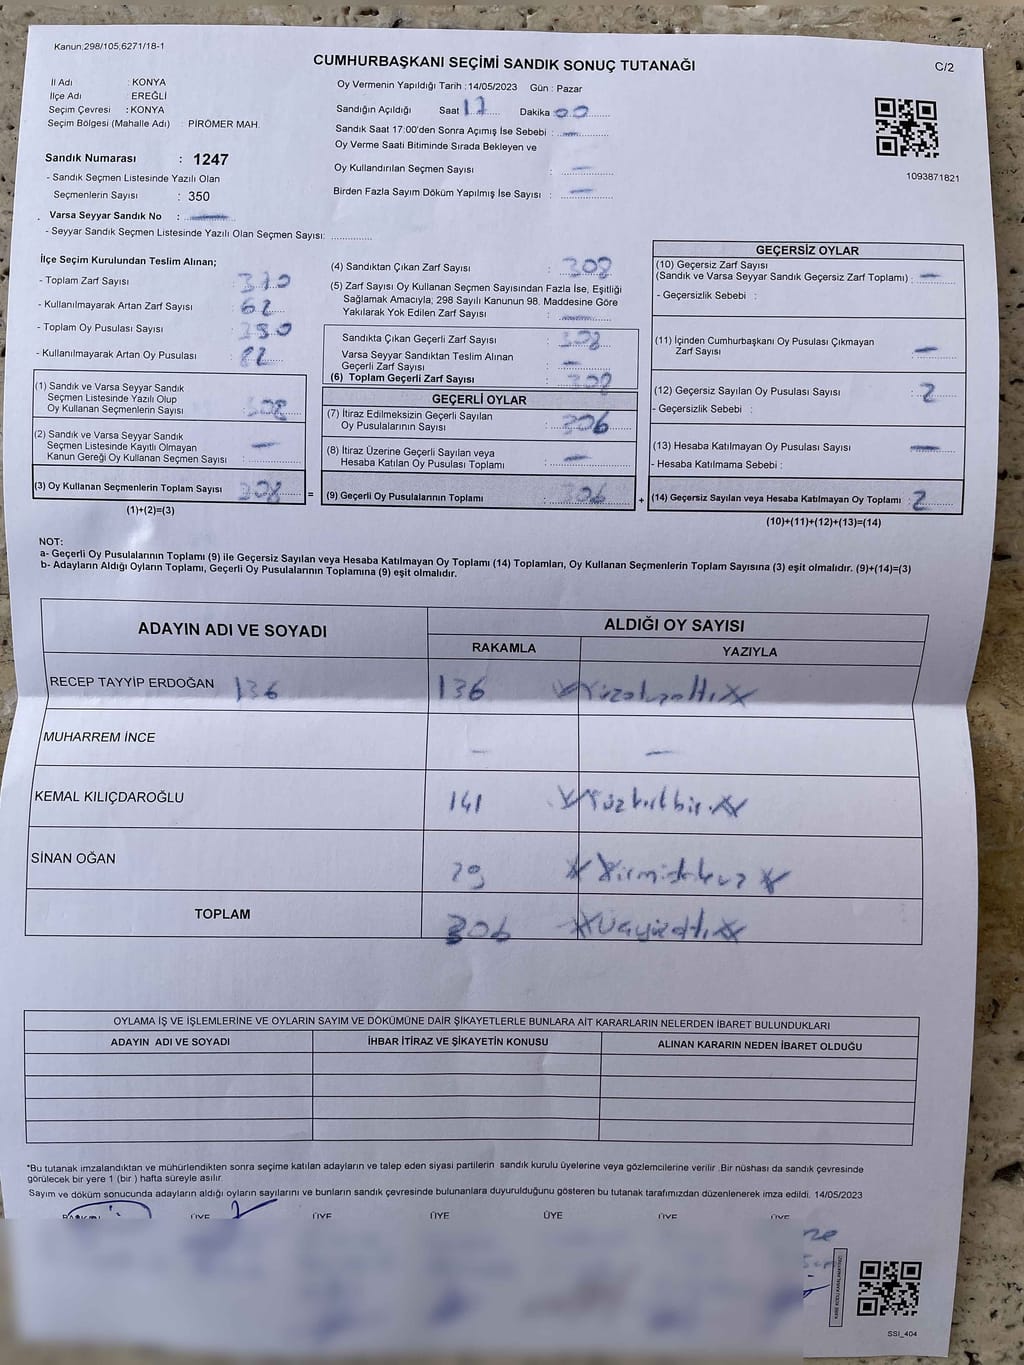 Kanun:298/105,6271/18-1
CUMHURBAŞKANI SEÇİMİ SANDIK SONUÇ TUTANAĞI
C/2
İl Adı : KONYA
İlçe Adı : EREĞLİ
Seçim Çevresi : KONYA
Seçim Bölgesi (Mahalle Adı) : PİRÖMER MAH.
Sandık Numarası : 1247
- Sandık Seçmen Listesinde Yazılı Olan
Seçmenlerin Sayısı : 350
Varsa Seyyar Sandık No : —
- Seyyar Sandık Seçmen Listesinde Yazılı Olan Seçmen Sayısı: ..............
Oy Vermenin Yapıldığı Tarih : 14/05/2023 Gün : Pazar
Sandığın Açıldığı Saat 17 Dakika 00
Sandık Saat 17:00'den Sonra Açımış İse Sebebi : —
Oy Verme Saati Bitiminde Sırada Bekleyen ve
Oy Kullandırılan Seçmen Sayısı : —
Birden Fazla Sayım Döküm Yapılmış İse Sayısı : —
1093871821
İlçe Seçim Kurulundan Teslim Alınan;
- Toplam Zarf Sayısı : 370
- Kullanılmayarak Artan Zarf Sayısı : 62
- Toplam Oy Pusulası Sayısı :
- Kullanılmayarak Artan Oy Pusulası :
(1) Sandık ve Varsa Seyyar Sandık
Seçmen Listesinde Yazılı Olup
Oy Kullanan Seçmenlerin Sayısı : 308
(2) Sandık ve Varsa Seyyar Sandık
Seçmen Listesinde Kayıtlı Olmayan
Kanun Gereği Oy Kullanan Seçmen Sayısı : —
(3) Oy Kullanan Seçmenlerin Toplam Sayısı : 308 =
(1)+(2)=(3)
(4) Sandıktan Çıkan Zarf Sayısı : 308
(5) Zarf Sayısı Oy Kullanan Seçmen Sayısından Fazla İse, Eşitliği
Sağlamak Amacıyla; 298 Sayılı Kanunun 98. Maddesine Göre
Yakılarak Yok Edilen Zarf Sayısı : —
Sandıkta Çıkan Geçerli Zarf Sayısı : 308
Varsa Seyyar Sandıktan Teslim Alınan
Geçerli Zarf Sayısı : —
(6) Toplam Geçerli Zarf Sayısı : 308
GEÇERLİ OYLAR
(7) İtiraz Edilmeksizin Geçerli Sayılan
Oy Pusulalarının Sayısı : 306
(8) İtiraz Üzerine Geçerli Sayılan veya
Hesaba Katılan Oy Pusulası Toplamı : —
(9) Geçerli Oy Pusulalarının Toplamı : 306 +
GEÇERSİZ OYLAR
(10) Geçersiz Zarf Sayısı
(Sandık ve Varsa Seyyar Sandık Geçersiz Zarf Toplamı) : —
- Geçersizlik Sebebi :
(11) İçinden Cumhurbaşkanı Oy Pusulası Çıkmayan
Zarf Sayısı : —
(12) Geçersiz Sayılan Oy Pusulası Sayısı : 2
- Geçersizlik Sebebi :
(13) Hesaba Katılmayan Oy Pusulası Sayısı : —
- Hesaba Katılmama Sebebi :
(14) Geçersiz Sayılan veya Hesaba Katılmayan Oy Toplamı : 2
(10)+(11)+(12)+(13)=(14)
NOT:
a- Geçerli Oy Pusulalarının Toplamı (9) ile Geçersiz Sayılan veya Hesaba Katılmayan Oy Toplamı (14) Toplamları, Oy Kullanan Seçmenlerin Toplam Sayısına (3) eşit olmalıdır. (9)+(14)=(3)
b- Adayların Aldığı Oyların Toplamı, Geçerli Oy Pusulalarının Toplamına (9) eşit olmalıdır.
ADAYIN ADI VE SOYADI
ALDIĞI OY SAYISI
RAKAMLA YAZIYLA
RECEP TAYYİP ERDOĞAN 136 136 Yüzotuzaltı
MUHARREM İNCE — —
KEMAL KILIÇDAROĞLU 141 Yüzkırkbir
SİNAN OĞAN 29 Yirmidokuz
TOPLAM 306 Üçyüzaltı
OYLAMA İŞ VE İŞLEMLERİNE VE OYLARIN SAYIM VE DÖKÜMÜNE DAİR ŞİKAYETLERLE BUNLARA AİT KARARLARIN NELERDEN İBARET BULUNDUKLARI
ADAYIN ADI VE SOYADI İHBAR İTİRAZ VE ŞİKAYETİN KONUSU ALINAN KARARIN NEDEN İBARET OLDUĞU
*Bu tutanak imzalandıktan ve mühürlendikten sonra seçime katılan adayların ve talep eden siyasi partilerin sandık kurulu üyelerine veya gözlemcilerine verilir .Bir nüshası da sandık çevresinde
görülecek bir yere 1 (bir ) hafta süreyle asılır.
Sayım ve döküm sonucunda adayların aldığı oyların sayılarını ve bunların sandık çevresinde bulunanlara duyurulduğunu gösteren bu tutanak tarafımızdan düzenlenerek imza edildi. 14/05/2023
ÜYE ÜYE ÜYE ÜYE ÜYE ÜYE
SSI_404